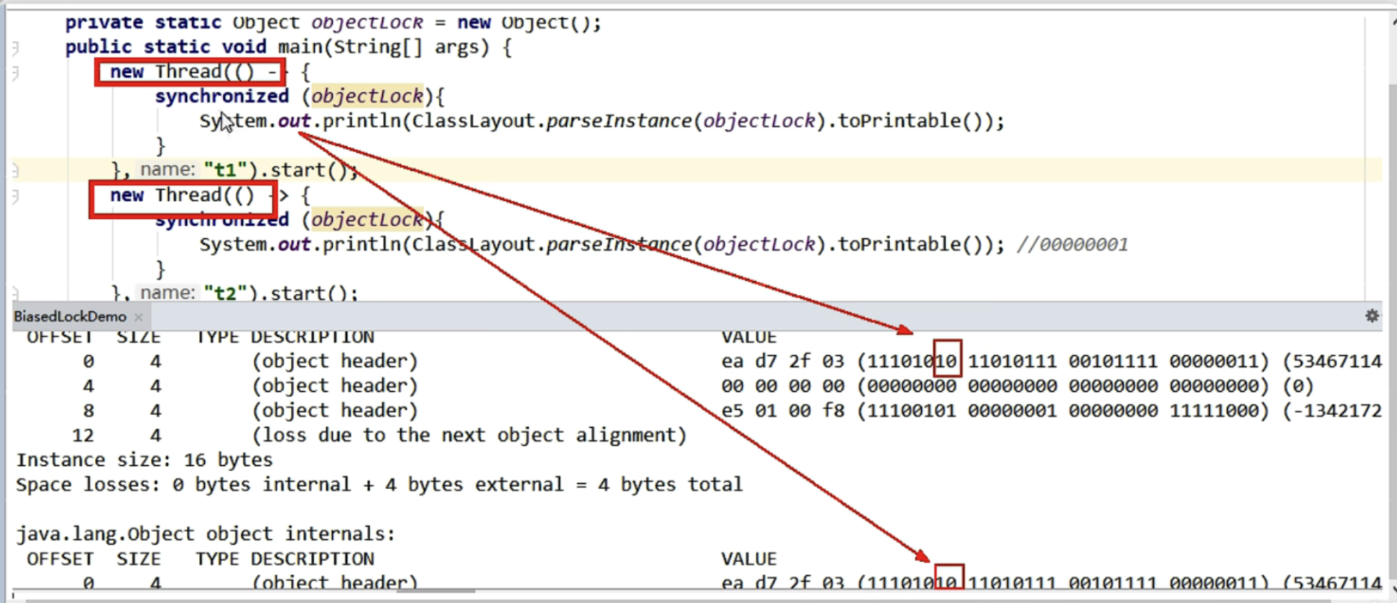 private static Object objectLock = new Object();
public static void main(String[] args) {
new Thread(() -> {
synchronized (objectLock){
System.out.println(ClassLayout.parseInstance(objectLock).toPrintable());
}
}, name: "t1").start();
new Thread(() -> {
synchronized (objectLock){
System.out.println(ClassLayout.parseInstance(objectLock).toPrintable()); //00000001
}
}, name: "t2").start();
BiasedLockDemo ×
OFFSET SIZE TYPE DESCRIPTION VALUE
0 4 (object header) ea d7 2f 03 (11101010 11010111 00101111 00000011) (53467114
4 4 (object header) 00 00 00 00 (00000000 00000000 00000000 00000000) (0)
8 4 (object header) e5 01 00 f8 (11100101 00000001 00000000 11111000) (-1342172
12 4 (loss due to the next object alignment)
Instance size: 16 bytes
Space losses: 0 bytes internal + 4 bytes external = 4 bytes total
java.lang.Object object internals:
OFFSET SIZE TYPE DESCRIPTION VALUE
0 4 (object header) ea d7 2f 03 (11101010 11010111 00101111 00000011) (53467114